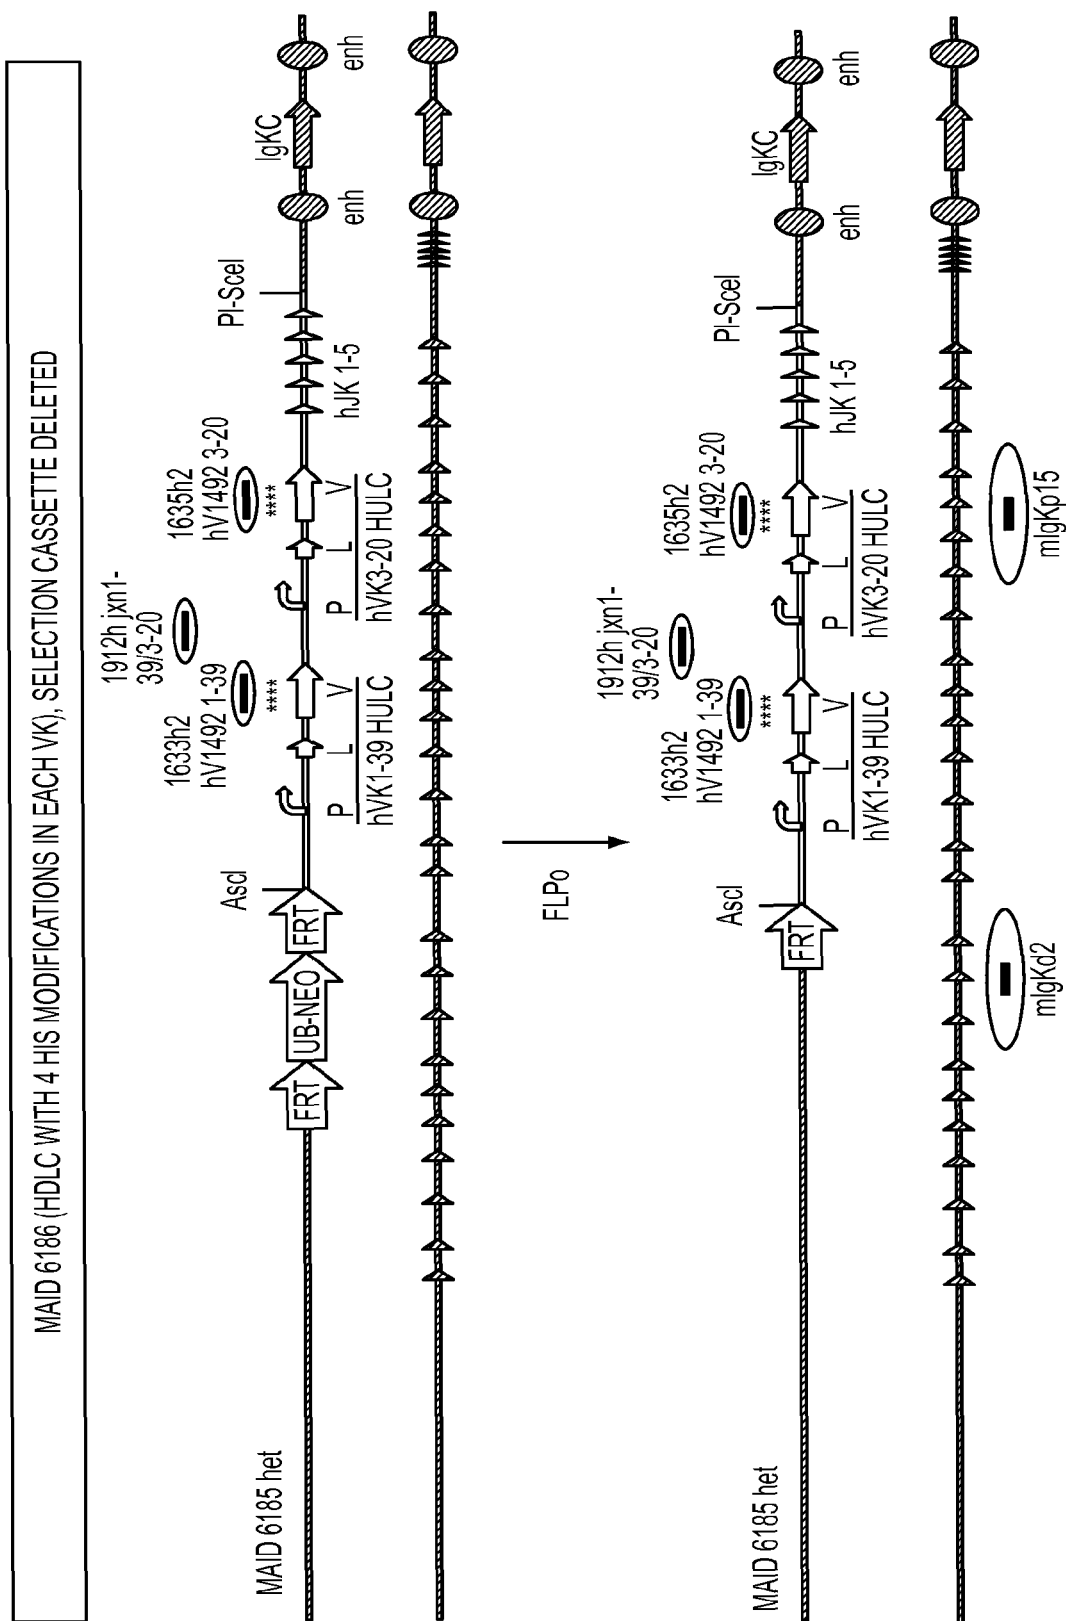 MAID 6186 (HDLC WITH 4 HIS MODIFICATIONS IN EACH VK), SELECTION CASSETTE DELETED
MAID 6185 het
FRT
UB-NEO
FRT
AscI
1633h2
hV1492 1-39
1912h jxn1-
39/3-20
1635h2
hV1492 3-20
****
****
P L V
hVK1-39 HULC
P L V
hVK3-20 HULC
hJK 1-5
PI-SceI
enh
IgKC
enh
FLPo
MAID 6185 het
FRT
AscI
1633h2
hV1492 1-39
1912h jxn1-
39/3-20
1635h2
hV1492 3-20
****
****
P L V
hVK1-39 HULC
P L V
hVK3-20 HULC
hJK 1-5
PI-SceI
enh
IgKC
enh
mIgKd2
mIgKp15